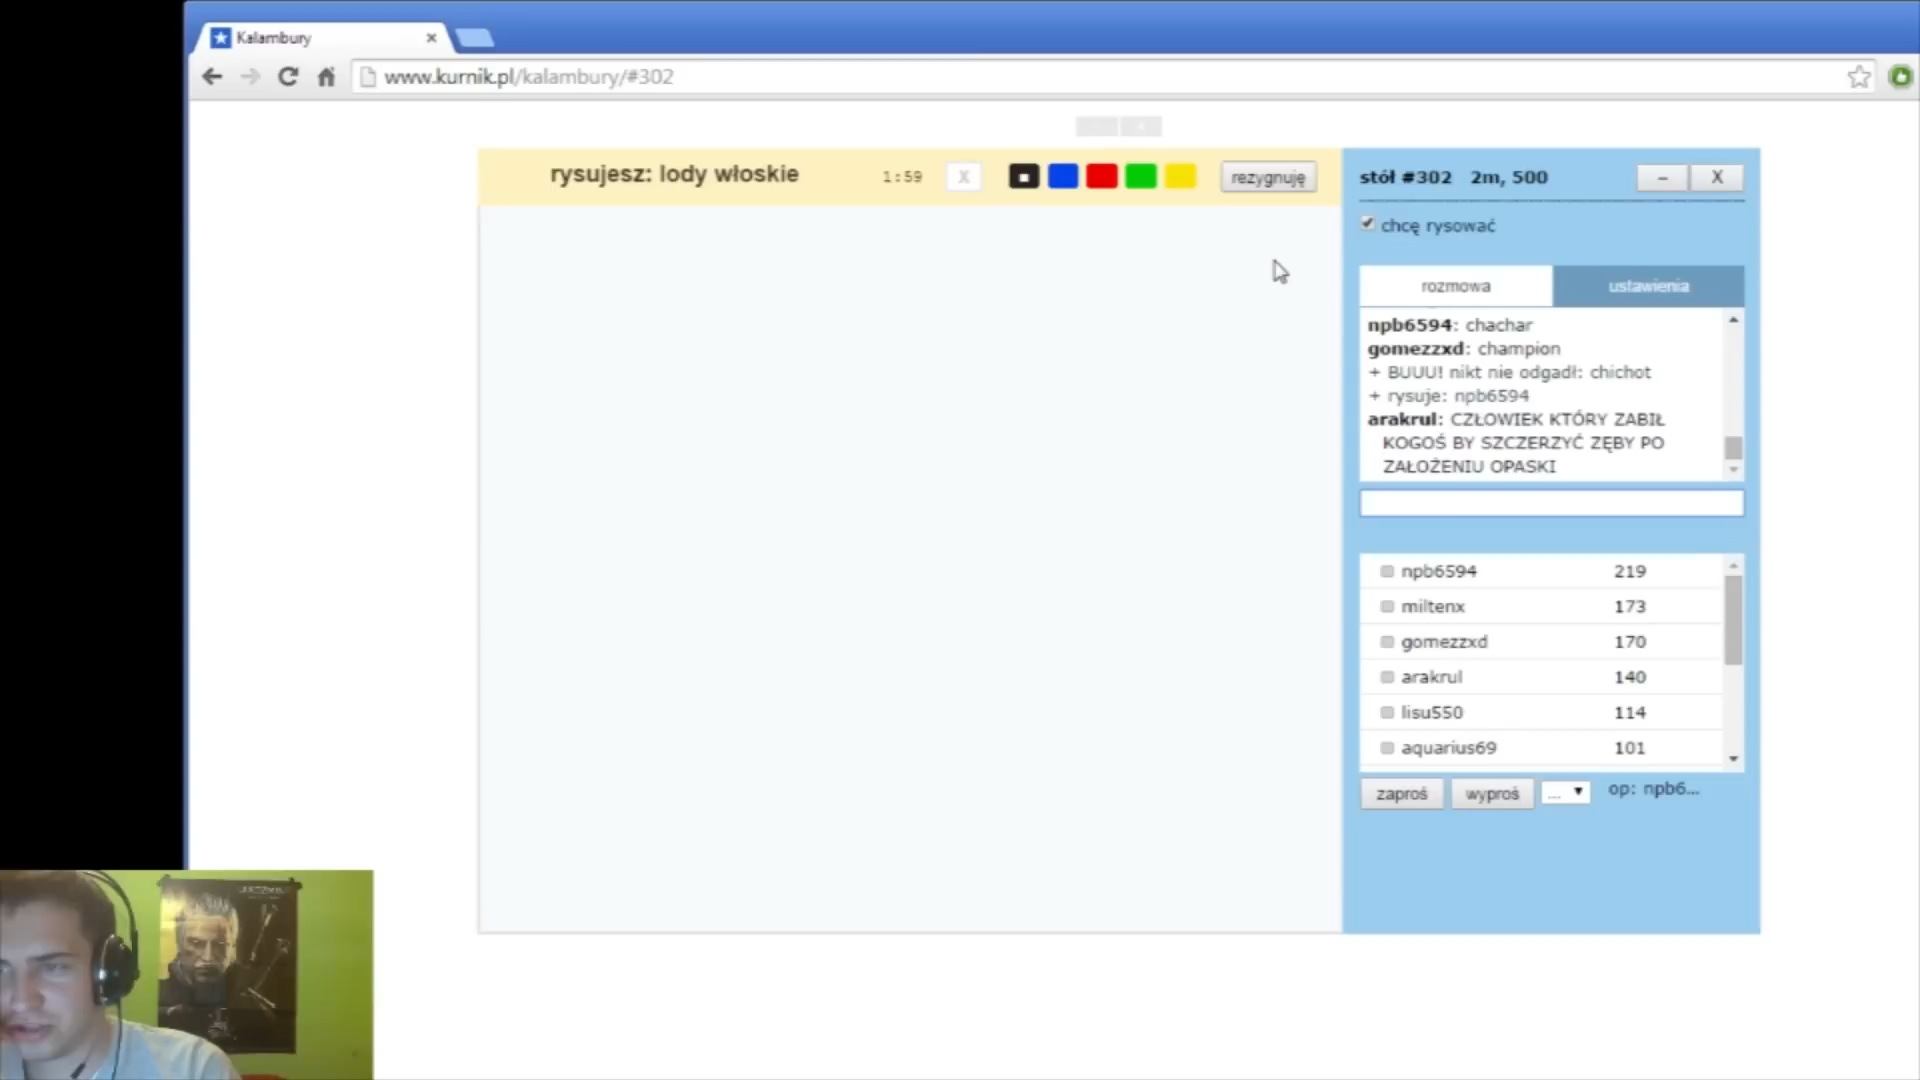 Kalambury
www.kurnik.pl/kalambury/#302
rysujesz: lody włoskie
1:59
X
rezygnuję
stół #302 2m, 500
– X
chcę rysować
rozmowa
ustawienia
npb6594: chachar
gomezzxd: champion
+ BUUU! nikt nie odgadł: chichot
+ rysuje: npb6594
arakrul: CZŁOWIEK KTÓRY ZABIŁ
KOGOŚ BY SZCZERZYĆ ZĘBY PO
ZAŁOŻENIU OPASKI
npb6594 219
miltenx 173
gomezzxd 170
arakrul 140
lisu550 114
aquarius69 101
zaproś
wyproś
...
op: npb6...